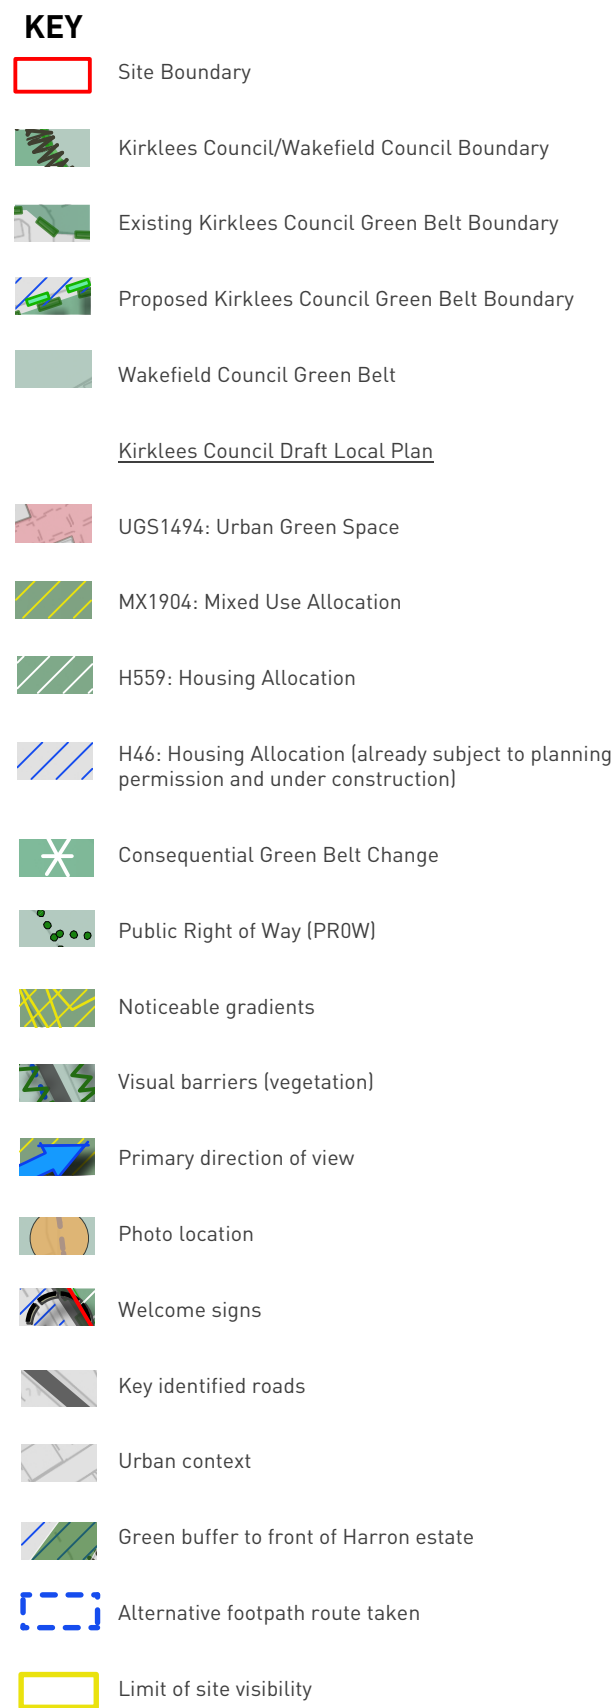 KEY
Site Boundary
Kirklees Council/Wakefield Council Boundary
Existing Kirklees Council Green Belt Boundary
Proposed Kirklees Council Green Belt Boundary
Wakefield Council Green Belt
Kirklees Council Draft Local Plan
UGS1494: Urban Green Space
MX1904: Mixed Use Allocation
H559: Housing Allocation
H46: Housing Allocation (already subject to planning
permission and under construction)
Consequential Green Belt Change
Public Right of Way (PR0W)
Noticeable gradients
Visual barriers (vegetation)
Primary direction of view
Photo location
Welcome signs
Key identified roads
Urban context
Green buffer to front of Harron estate
Alternative footpath route taken
Limit of site visibility